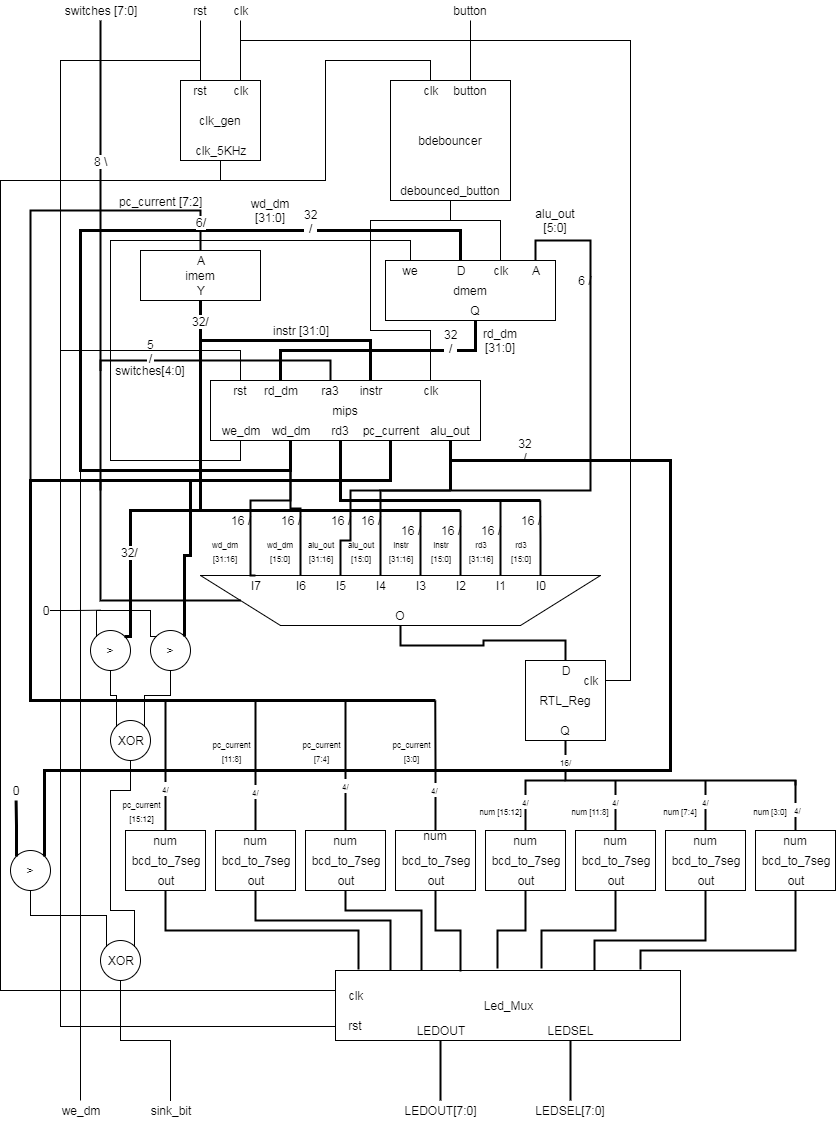 switches [7:0]
rst
clk
button
rst clk
clk_gen
clk_5KHz
clk button
bdebouncer
debounced_button
8 \
pc_current [7:2]
6/
wd_dm
[31:0]
32
/
alu_out
[5:0]
6 /
A
imem
Y
we D clk A
dmem
Q
32/
instr [31:0]
32
/
rd_dm
[31:0]
5
/
switches[4:0]
rst rd_dm ra3 instr clk
mips
we_dm wd_dm rd3 pc_current alu_out
32
/
16 /
16 /
16 /
16 /
16 /
16 /
16 /
16 /
wd_dm
[31:16]
wd_dm
[15:0]
alu_out
[31:16]
alu_out
[15:0]
instr
[31:16]
instr
[15:0]
rd3
[31:16]
rd3
[15:0]
32/
I7 I6 I5 I4 I3 I2 I1 I0
O
0
>
>
D
clk
RTL_Reg
Q
XOR
16/
pc_current
[11:8]
pc_current
[7:4]
pc_current
[3:0]
0
4/
4/
4/
4/
pc_current
[15:12]
4/
4/
4/
4/
num [15:12]
num [11:8]
num [7:4]
num [3:0]
num
bcd_to_7seg
out
num
bcd_to_7seg
out
num
bcd_to_7seg
out
num
bcd_to_7seg
out
num
bcd_to_7seg
out
num
bcd_to_7seg
out
num
bcd_to_7seg
out
num
bcd_to_7seg
out
>
XOR
clk
Led_Mux
rst
LEDOUT
LEDSEL
we_dm
sink_bit
LEDOUT[7:0]
LEDSEL[7:0]